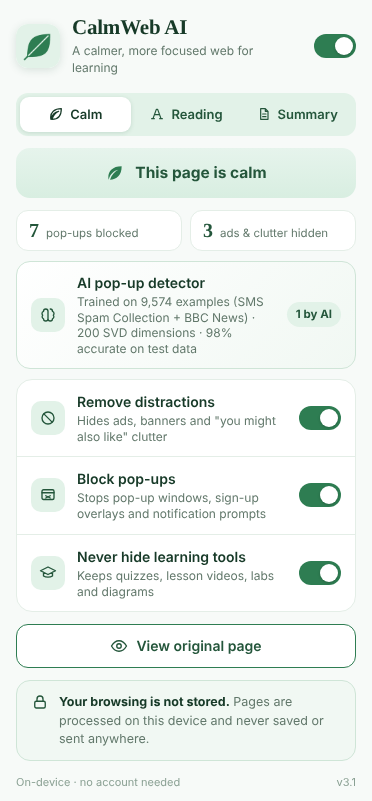 CalmWeb AI
A calmer, more focused web for
learning
Calm
Reading
Summary
This page is calm
7 pop-ups blocked
3 ads & clutter hidden
AI pop-up detector
Trained on 9,574 examples (SMS
Spam Collection + BBC News) ·
200 SVD dimensions · 98%
accurate on test data
1 by AI
Remove distractions
Hides ads, banners and "you might
also like" clutter
Block pop-ups
Stops pop-up windows, sign-up
overlays and notification prompts
Never hide learning tools
Keeps quizzes, lesson videos, labs
and diagrams
View original page
Your browsing is not stored. Pages are
processed on this device and never saved or
sent anywhere.
On-device · no account needed
v3.1